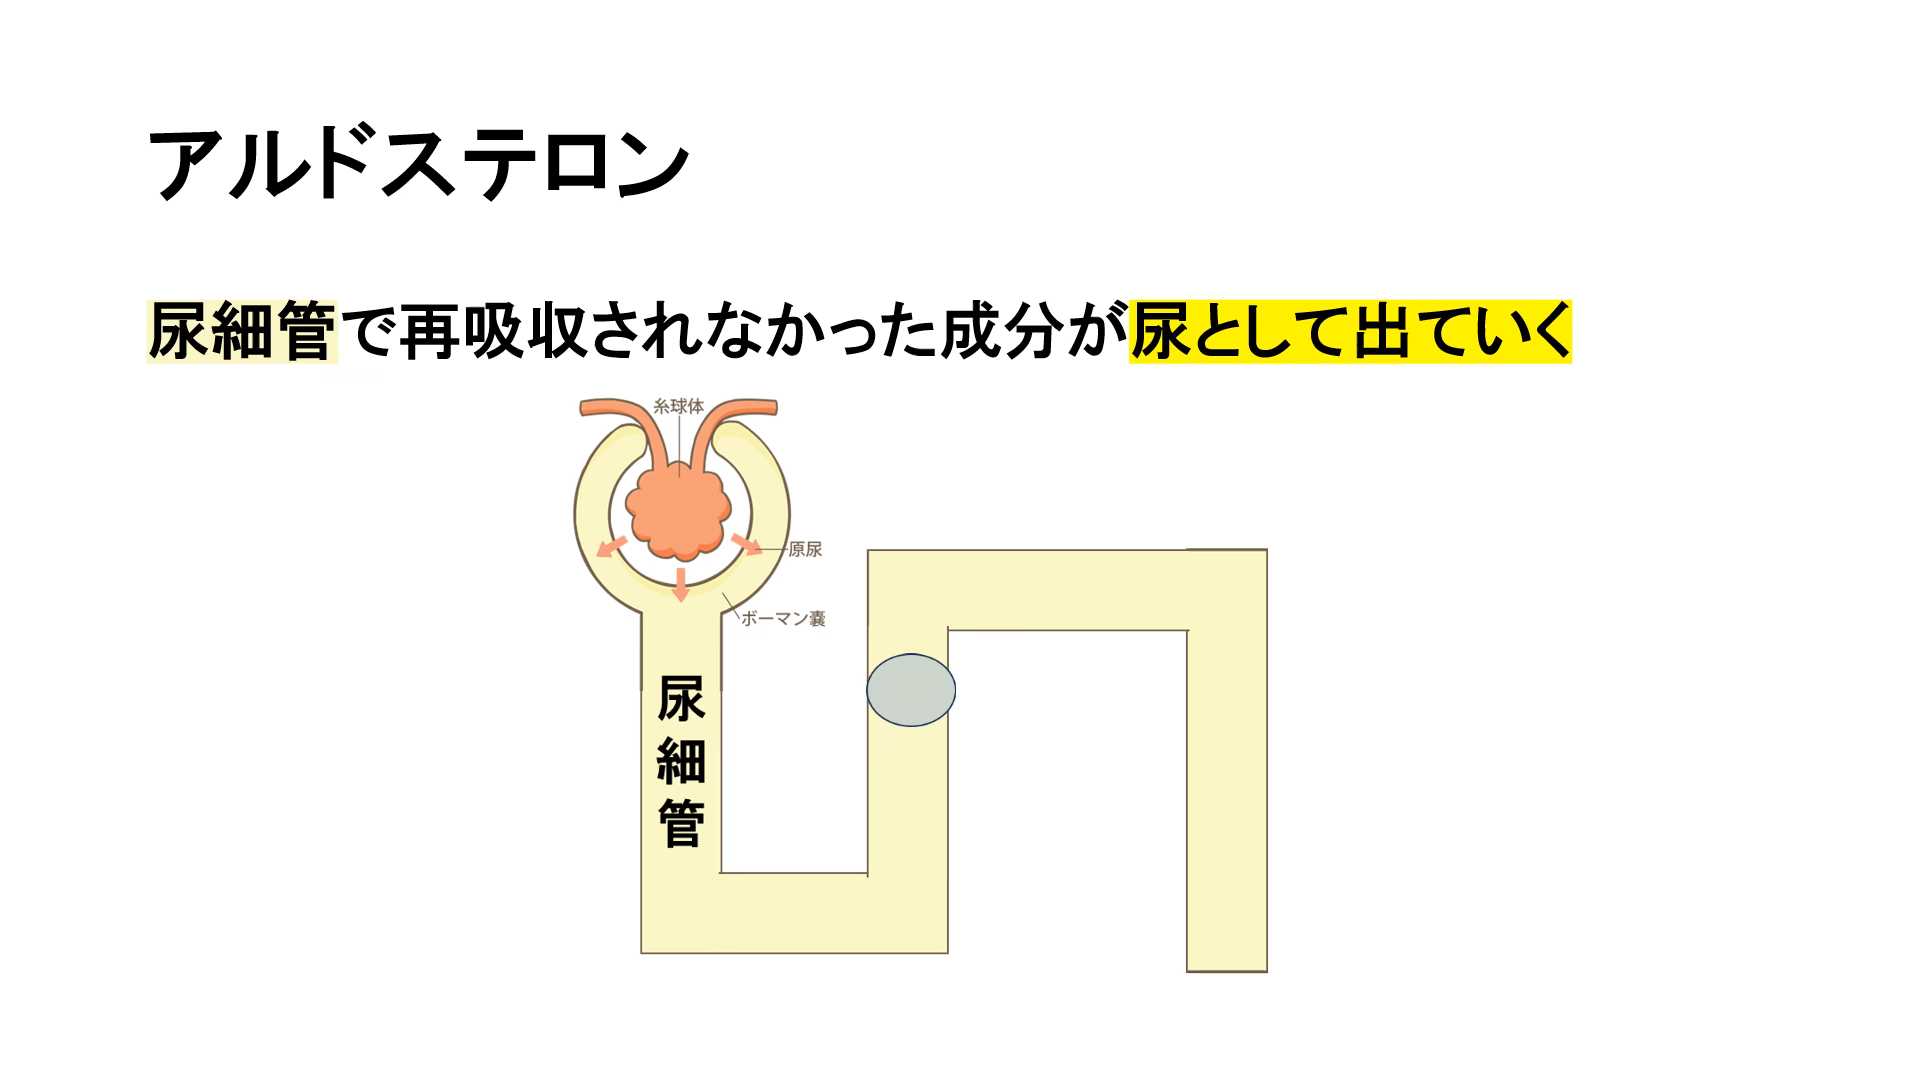 アルドステロン
尿細管で再吸収されなかった成分が尿として出ていく
糸球体
原尿
ボーマン嚢
尿細管